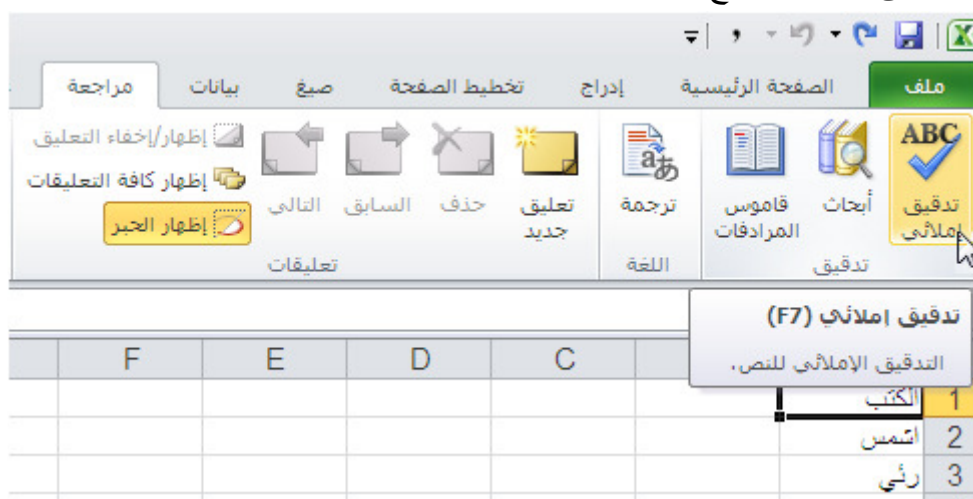 ملف الصفحة الرئيسية إدراج تخطيط الصفحة صيغ بيانات مراجعة
ABC
تدقيق إملائي
أبحاث
قاموس المرادفات
تدقيق
aあ
ترجمة
اللغة
تعليق جديد
حذف
السابق
التالي
إظهار/إخفاء التعليق
إظهار كافة التعليقات
إظهار الحبر
تعليقات
تدقيق إملائي (F7)
التدقيق الإملائي للنص.
C D E F
1 الكتب
2 اشمس
3 رئي